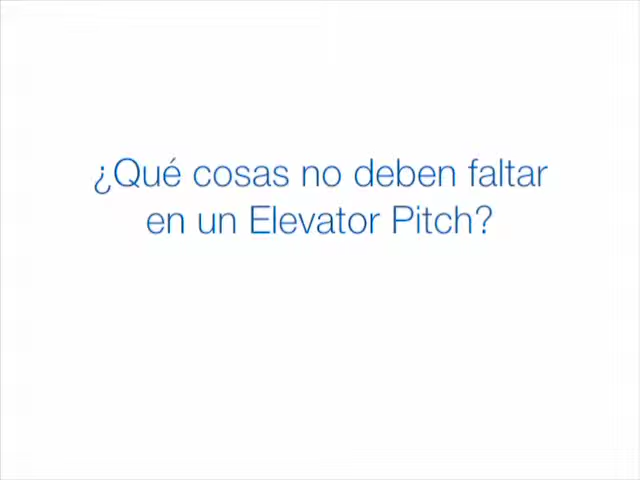 ¿Qué cosas no deben faltar
en un Elevator Pitch?